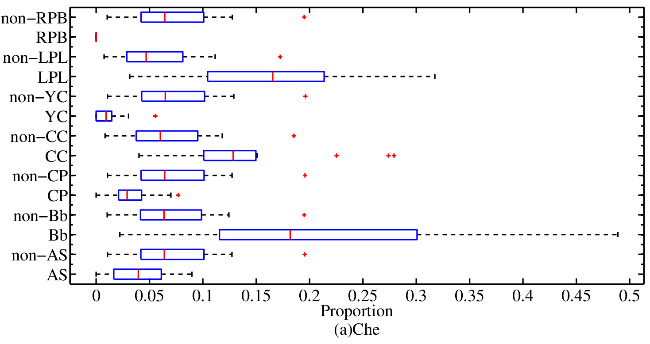 non−RPB
RPB
non−LPL
LPL
non−YC
YC
non−CC
CC
non−CP
CP
non−Bb
Bb
non−AS
AS
0 0.05 0.1 0.15 0.2 0.25 0.3 0.35 0.4 0.45 0.5
Proportion
(a)Che